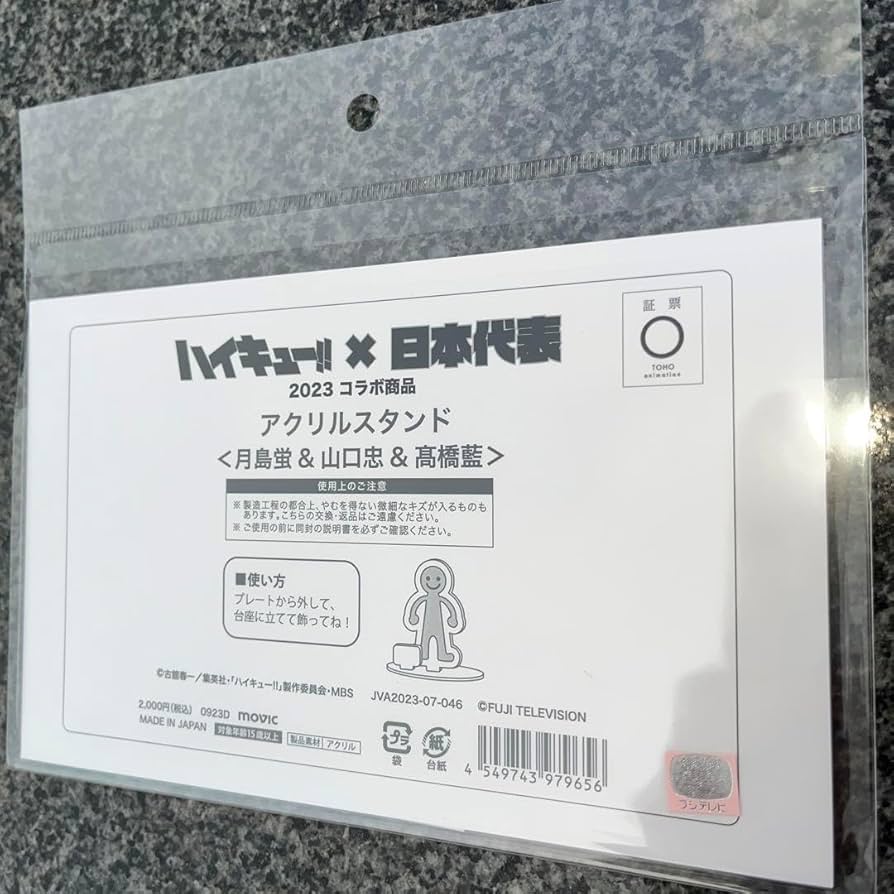 ハイキュー!! × 日本代表
2023 コラボ商品
アクリルスタンド
＜月島蛍 & 山口忠 & 髙橋藍＞
証 票
TOHO
animation
使用上のご注意
※ 製造工程の都合上、やむを得ない微細なキズが入るものも
あります。こちらの交換・返品はご遠慮ください。
※ ご使用の前に同封の説明書を必ずご確認ください。
■使い方
プレートから外して、
台座に立てて飾ってね！
©古舘春一／集英社・「ハイキュー!!」製作委員会・MBS
JVA2023-07-046
©FUJI TELEVISION
2,000円(税込) 0923D movic
MADE IN JAPAN 対象年齢15歳以上 製品素材 アクリル
プラ
袋
紙
台紙
4 549743 979656
フジテレビ